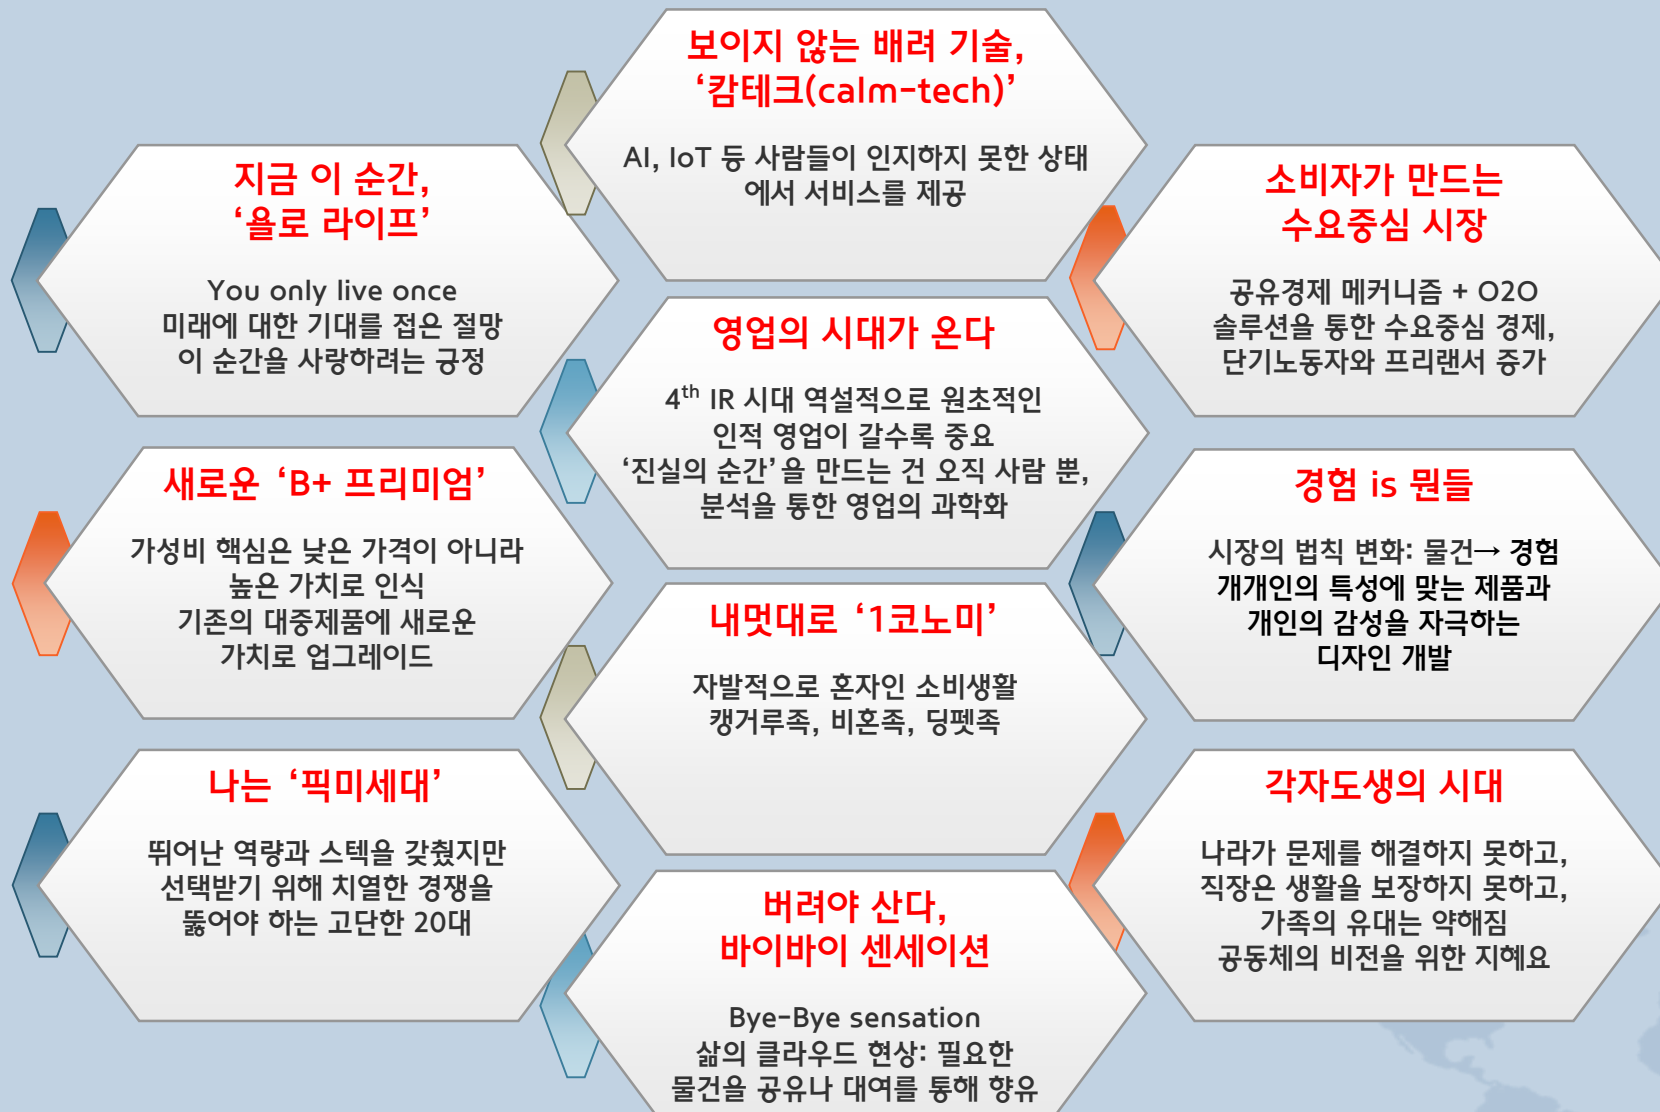 보이지 않는 배려 기술,
‘캄테크(calm-tech)’
AI, IoT 등 사람들이 인지하지 못한 상태
에서 서비스를 제공
지금 이 순간,
‘욜로 라이프’
You only live once
미래에 대한 기대를 접은 절망
이 순간을 사랑하려는 긍정
소비자가 만드는
수요중심 시장
공유경제 메커니즘 + O2O
솔루션을 통한 수요중심 경제,
단기노동자와 프리랜서 증가
영업의 시대가 온다
4th IR 시대 역설적으로 원초적인
인적 영업이 갈수록 중요
‘진실의 순간’을 만드는 건 오직 사람 뿐,
분석을 통한 영업의 과학화
새로운 ‘B+ 프리미엄’
가성비 핵심은 낮은 가격이 아니라
높은 가치로 인식
기존의 대중제품에 새로운
가치로 업그레이드
경험 is 뭔들
시장의 법칙 변화: 물건→ 경험
개개인의 특성에 맞는 제품과
개인의 감성을 자극하는
디자인 개발
내멋대로 ‘1코노미’
자발적으로 혼자인 소비생활
캥거루족, 비혼족, 딩펫족
나는 ‘픽미세대’
뛰어난 역량과 스텍을 갖췄지만
선택받기 위해 치열한 경쟁을
뚫어야 하는 고단한 20대
각자도생의 시대
나라가 문제를 해결하지 못하고,
직장은 생활을 보장하지 못하고,
가족의 유대는 약해짐
공동체의 비전을 위한 지혜요
버려야 산다,
바이바이 센세이션
Bye-Bye sensation
삶의 클라우드 현상: 필요한
물건을 공유나 대여를 통해 향유